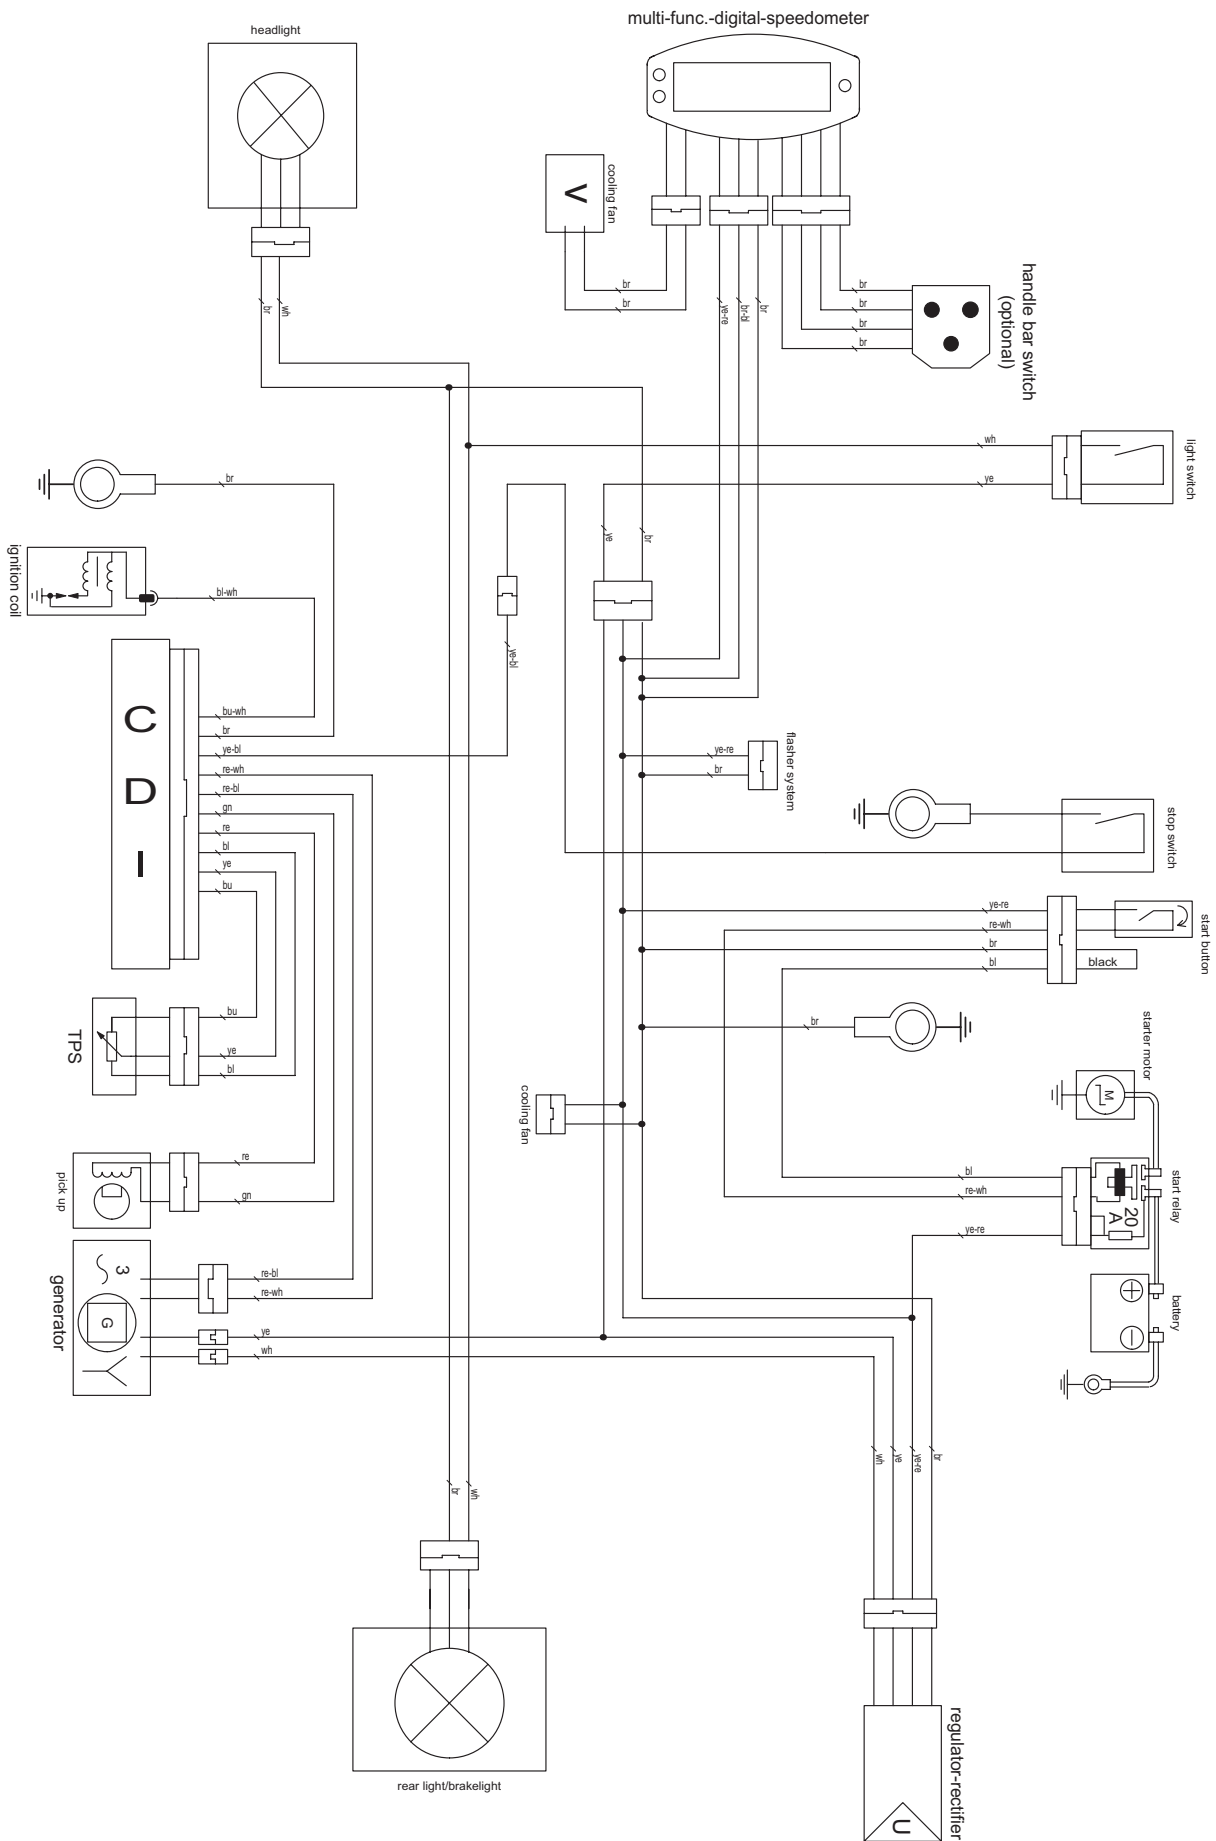 multi-func.-digital-speedometer
headlight
cooling fan
V
br
br
ye-re
br-bl
br
br
br
br
br
handle bar switch
(optional)
br
wh
light switch
wh
ye
ye
br
br
ignition coil
bl-wh
ye-bl
C
D
I
bu-wh
br
ye-bl
re-wh
re-bl
gn
re
bl
ye
bu
flasher system
ye-re
br
stop switch
start button
ye-re
re-wh
br
bl
black
br
TPS
bu
ye
bl
cooling fan
starter motor
M
start relay
20
A
bl
re-wh
ye-re
pick up
re
gn
generator
3
G
re-bl
re-wh
ye
wh
battery
+
−
br
wh
wh
ye
ye-re
br
rear light/brakelight
regulator-rectifier
U